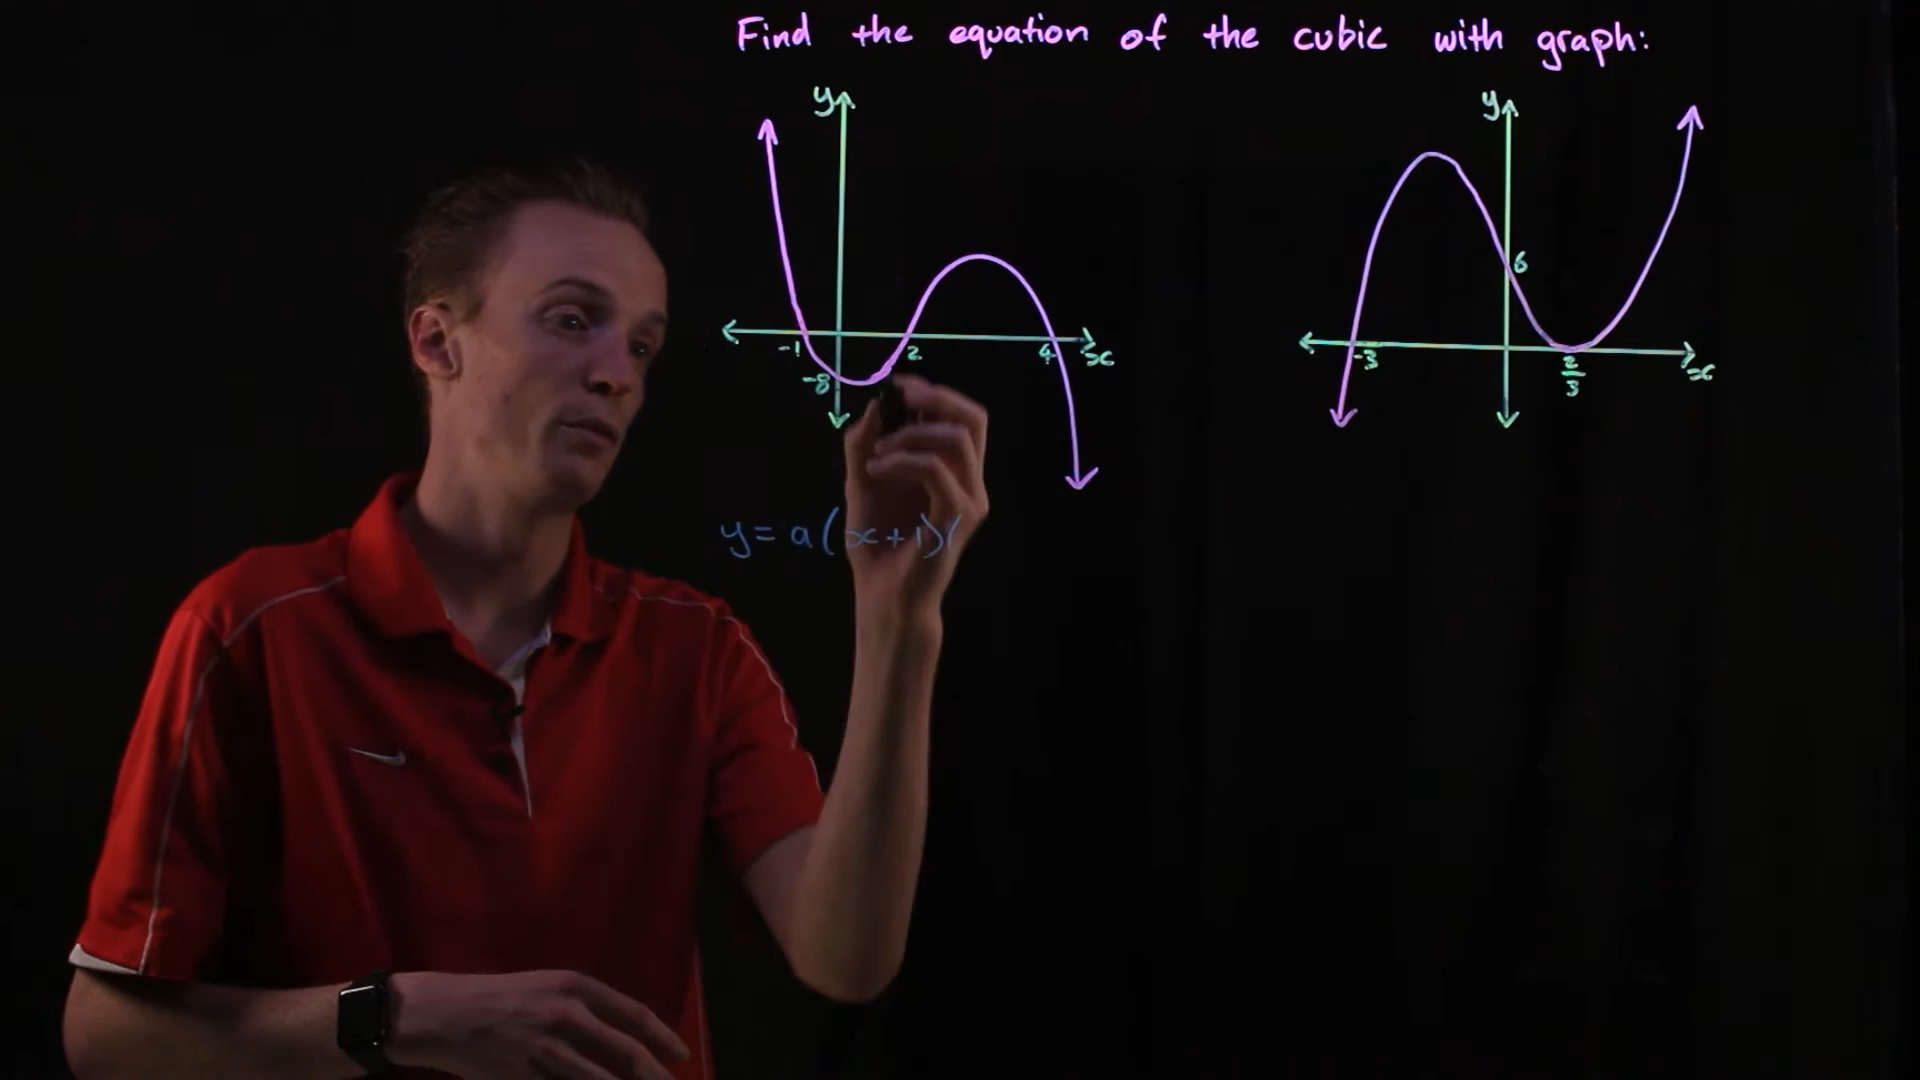 Find the equation of the cubic with graph:
y
-1
2
4
x
-8
y
6
-3
2/3
x
y = a(x+1)(